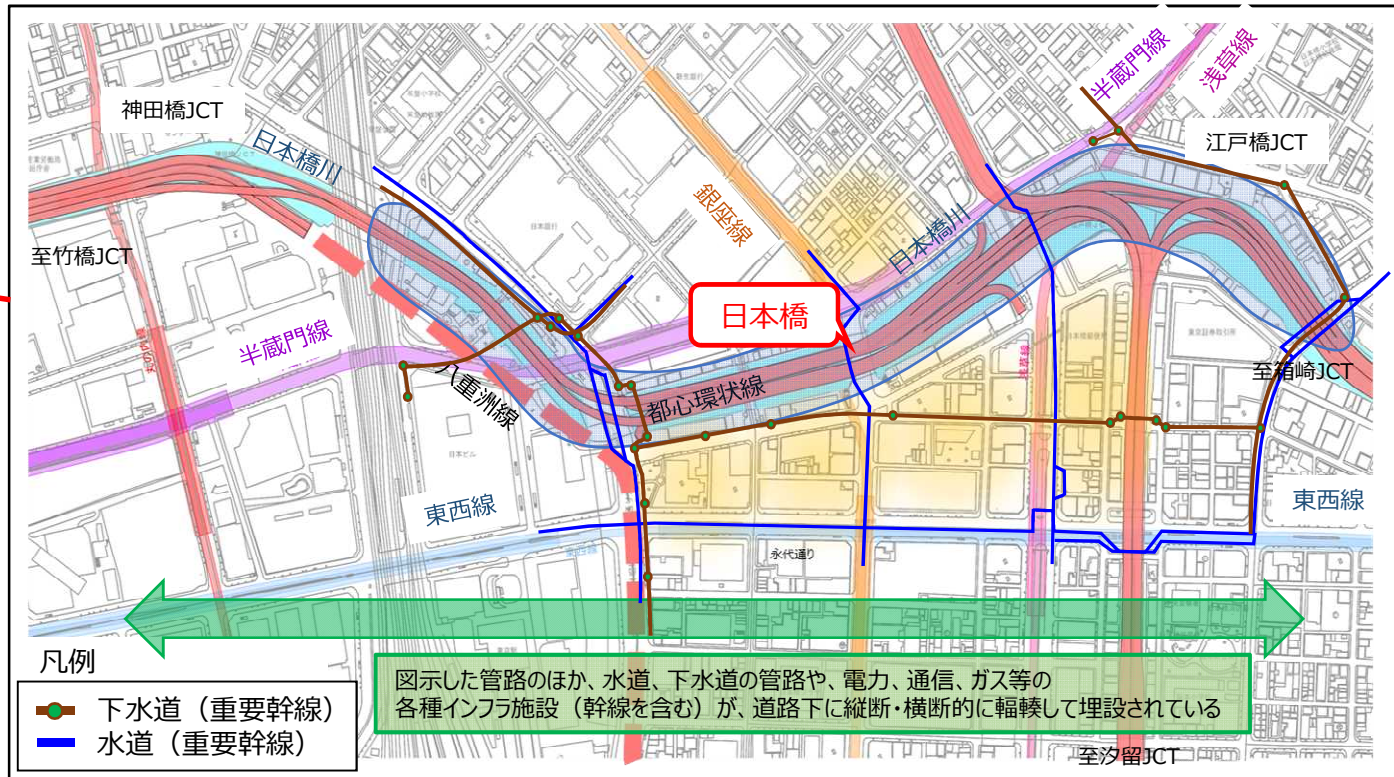 半蔵門線
浅草線
神田橋JCT
江戸橋JCT
日本橋川
銀座線
日本橋川
至竹橋JCT
日本橋
半蔵門線
八重洲線
至箱崎JCT
都心環状線
日本ビル
東西線
東西線
永代通り
図示した管路のほか、水道、下水道の管路や、電力、通信、ガス等の
各種インフラ施設（幹線を含む）が、道路下に縦断・横断的に輻輳して埋設されている
凡例
下水道（重要幹線）
水道（重要幹線）
至汐留JCT